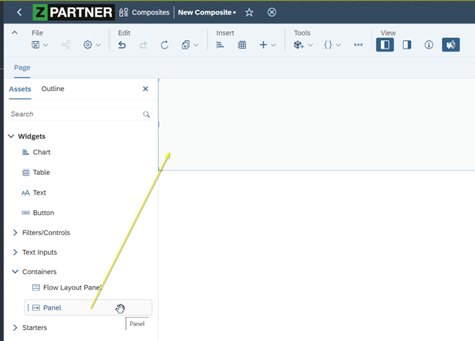 Z PARTNER Composites New Composite•
File Edit Insert Tools View
Page
Assets Outline
Search
Widgets
Chart
Table
AA Text
Button
Filters/Controls
Text Inputs
Containers
Flow Layout Panel
Panel
Panel
Starters